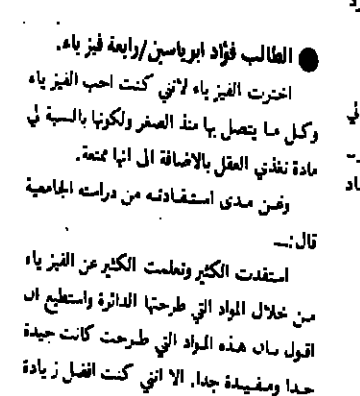 ● الطالب فؤاد ابوياسين/رابعة فيزياء.
اخترت الفيزياء لأنني كنت احب الفيزياء
وكل ما يتصل بها منذ الصغر ولكونها بالنسبة لي
مادة تغذي العقل بالاضافة الى انها ممتعة.
وعن مدى استفادته من دراسته الجامعية
قال:ـ
استفدت الكثير وتعلمت الكثير عن الفيزياء
من خلال المواد التي طرحتها الدائرة واستطيع ان
اقول بان هذه المواد التي طرحت كانت جيدة
جدا ومفيدة جدا. الا انني كنت افضل زيادة